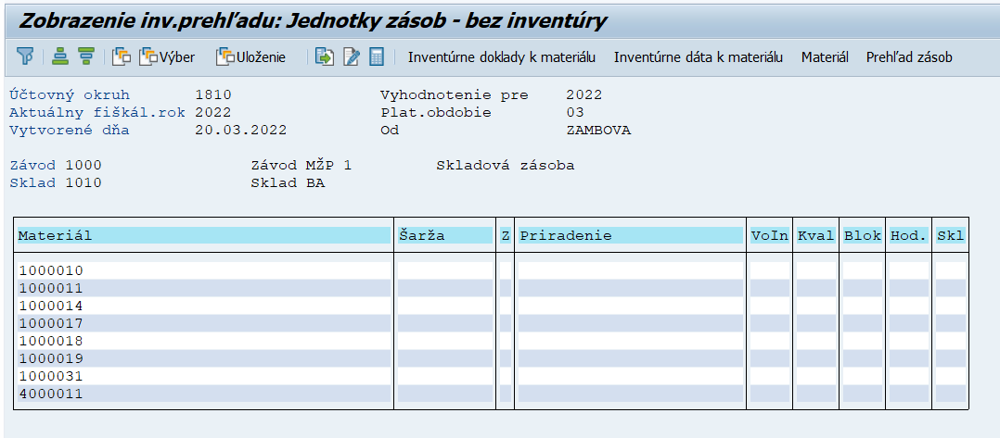 Zobrazenie inv.prehľadu: Jednotky zásob - bez inventúry
Výber Uloženie Inventúrne doklady k materiálu Inventúrne dáta k materiálu Materiál Prehľad zásob
Účtovný okruh 1810 Vyhodnotenie pre 2022
Aktuálny fiškál.rok 2022 Plat.obdobie 03
Vytvorené dňa 20.03.2022 Od ZAMBOVA
Závod 1000 Závod MŽP 1 Skladová zásoba
Sklad 1010 Sklad BA
Materiál Šarža Z Priradenie Voln Kval Blok Hod. Skl
1000010
1000011
1000014
1000017
1000018
1000019
1000031
4000011